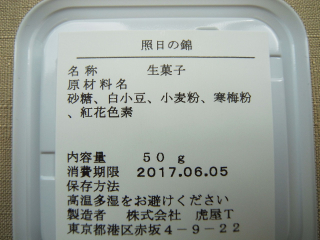 照日の錦
名称 生菓子
原材料名
砂糖、白小豆、小麦粉、寒梅粉
、紅花色素
内容量 50g
消費期限 2017.06.05
保存方法
高温多湿をお避けください
製造者 株式会社 虎屋T
東京都港区赤坂4-9-22